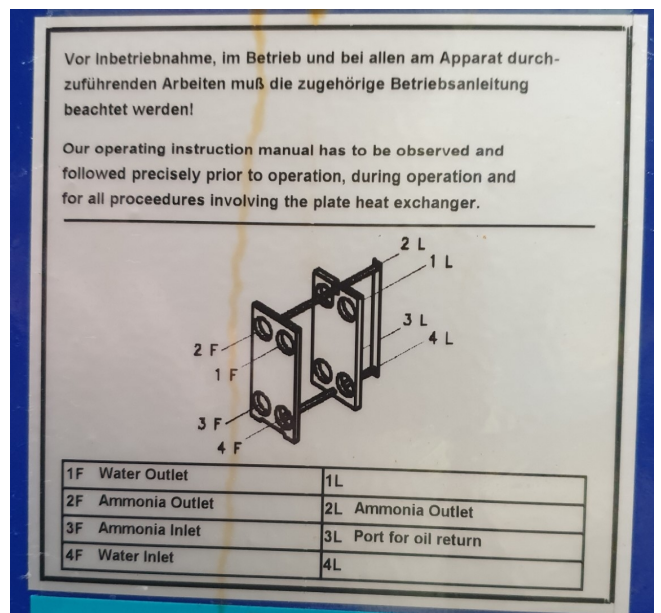 Vor Inbetriebnahme, im Betrieb und bei allen am Apparat durch-
zuführenden Arbeiten muß die zugehörige Betriebsanleitung
beachtet werden!
Our operating instruction manual has to be observed and
followed precisely prior to operation, during operation and
for all proceedures involving the plate heat exchanger.
2 L
1 L
3 L
4 L
2 F
1 F
3 F
4 F
1F Water Outlet 1L
2F Ammonia Outlet 2L Ammonia Outlet
3F Ammonia Inlet 3L Port for oil return
4F Water Inlet 4L